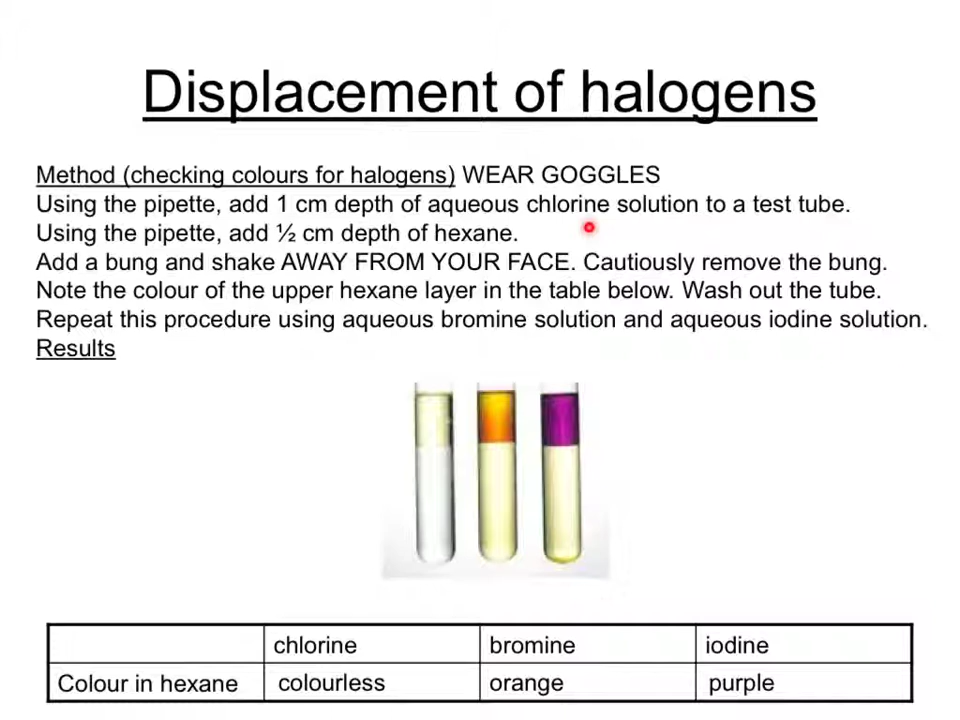 Displacement of halogens
Method (checking colours for halogens) WEAR GOGGLES
Using the pipette, add 1 cm depth of aqueous chlorine solution to a test tube.
Using the pipette, add ½ cm depth of hexane.
Add a bung and shake AWAY FROM YOUR FACE. Cautiously remove the bung.
Note the colour of the upper hexane layer in the table below. Wash out the tube.
Repeat this procedure using aqueous bromine solution and aqueous iodine solution.
Results
chlorine bromine iodine
Colour in hexane colourless orange purple